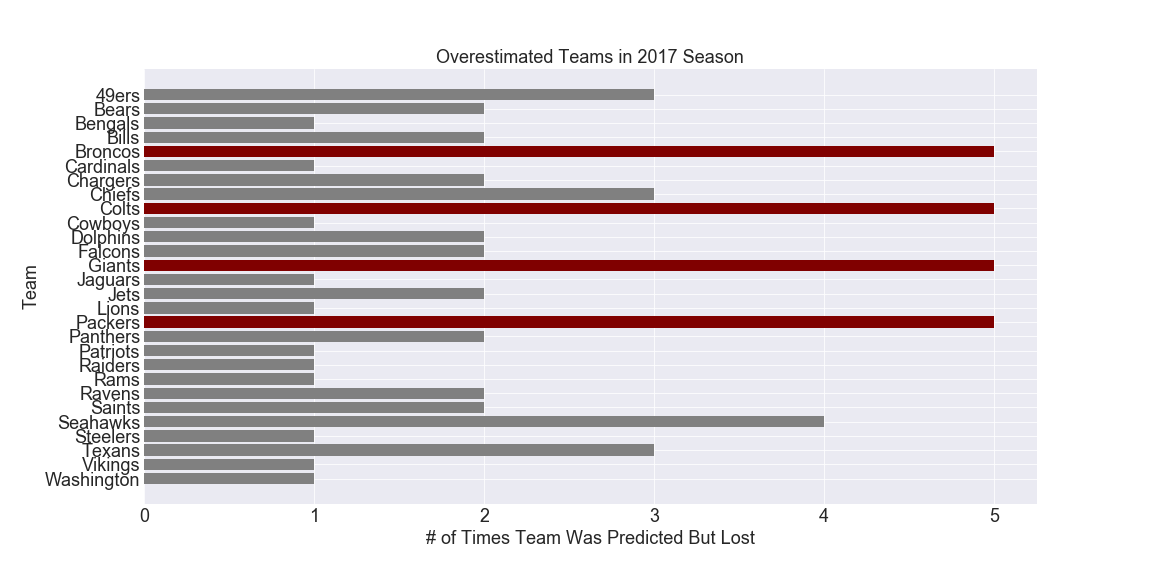 Overestimated Teams in 2017 Season
Team
49ers
Bears
Bengals
Bills
Broncos
Cardinals
Chargers
Chiefs
Colts
Cowboys
Dolphins
Falcons
Giants
Jaguars
Jets
Lions
Packers
Panthers
Patriots
Raiders
Rams
Ravens
Saints
Seahawks
Steelers
Texans
Vikings
Washington
0 1 2 3 4 5
# of Times Team Was Predicted But Lost